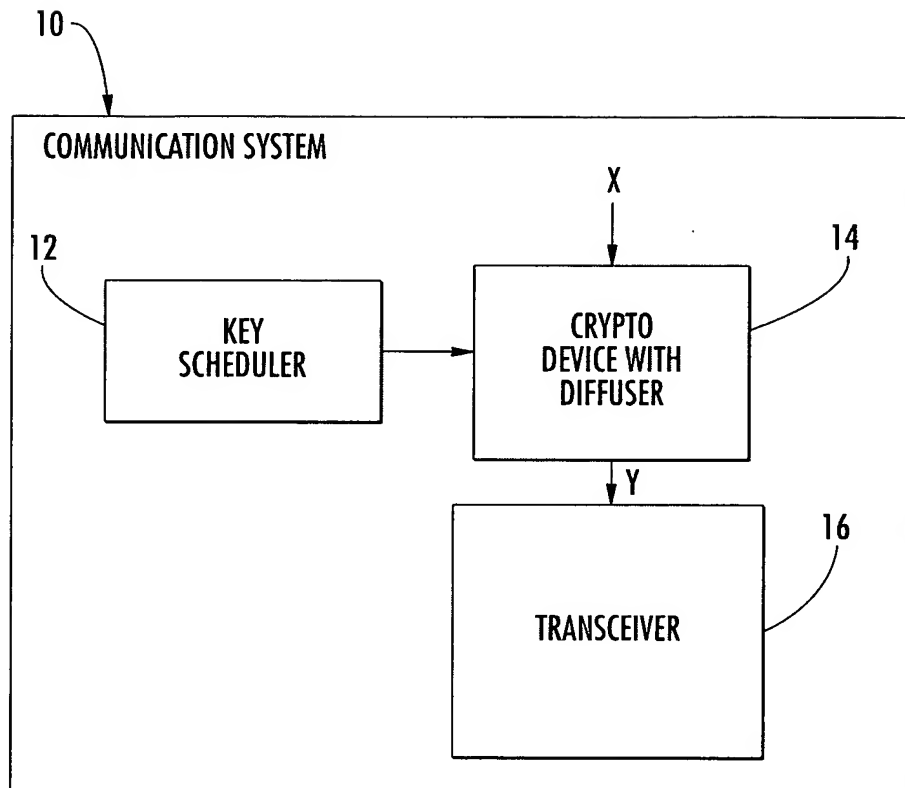 10
COMMUNICATION SYSTEM
X
12
14
KEY
SCHEDULER
CRYPTO
DEVICE WITH
DIFFUSER
Y
16
TRANSCEIVER